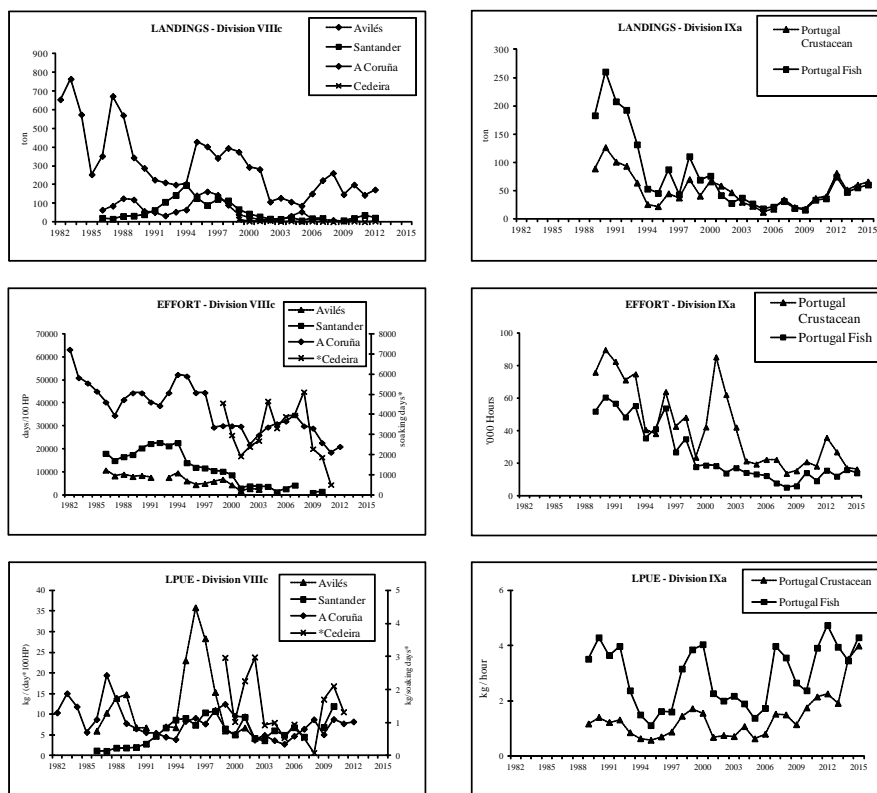 LANDINGS - Division VIIIc
Avilés
Santander
A Coruña
Cedeira
900
800
700
600
500
400
300
200
100
0
ton
1982 1985 1988 1991 1994 1997 2000 2003 2006 2009 2012 2015
LANDINGS - Division IXa
Portugal
Crustacean
Portugal Fish
300
250
200
150
100
50
0
ton
1982 1985 1988 1991 1994 1997 2000 2003 2006 2009 2012 2015
EFFORT - Division VIIIc
Avilés
Santander
A Coruña
*Cedeira
70000
60000
50000
40000
30000
20000
10000
0
days/100 HP
8000
7000
6000
5000
4000
3000
2000
1000
0
soaking days*
1982 1985 1988 1991 1994 1997 2000 2003 2006 2009 2012 2015
EFFORT - Division IXa
Portugal
Crustacean
Portugal Fish
100
80
60
40
20
0
'000 Hours
1982 1985 1988 1991 1994 1997 2000 2003 2006 2009 2012 2015
LPUE - Division VIIIc
Avilés
Santander
A Coruña
*Cedeira
40
35
30
25
20
15
10
5
0
kg / (day*100HP)
5
4
3
2
1
0
kg/soaking days*
1982 1985 1988 1991 1994 1997 2000 2003 2006 2009 2012 2015
LPUE - Division IXa
Portugal Crustacean
Portugal Fish
6
4
2
0
kg / hour
1982 1985 1988 1991 1994 1997 2000 2003 2006 2009 2012 2015